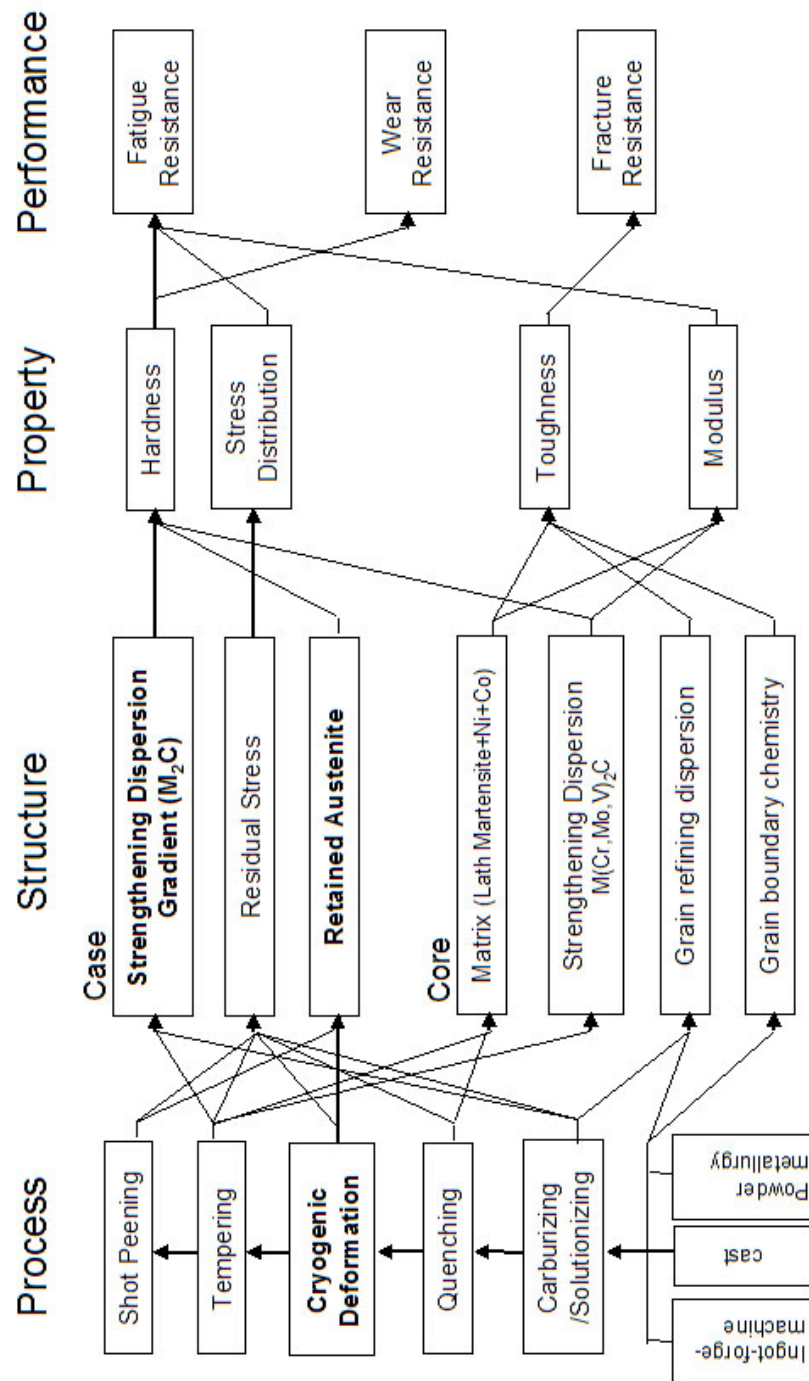 Process
Structure
Property
Performance
Shot Peening
Tempering
Cryogenic
Deformation
Quenching
Carburizing
/Solutionizing
Ingot-forge-
machine
cast
Powder
metallurgy
Case
Strengthening Dispersion
Gradient (M₂C)
Residual Stress
Retained Austenite
Core
Matrix (Lath Martensite+Ni+Co)
Strengthening Dispersion
M(Cr,Mo,V)₂C
Grain refining dispersion
Grain boundary chemistry
Hardness
Stress
Distribution
Toughness
Modulus
Fatigue
Resistance
Wear
Resistance
Fracture
Resistance